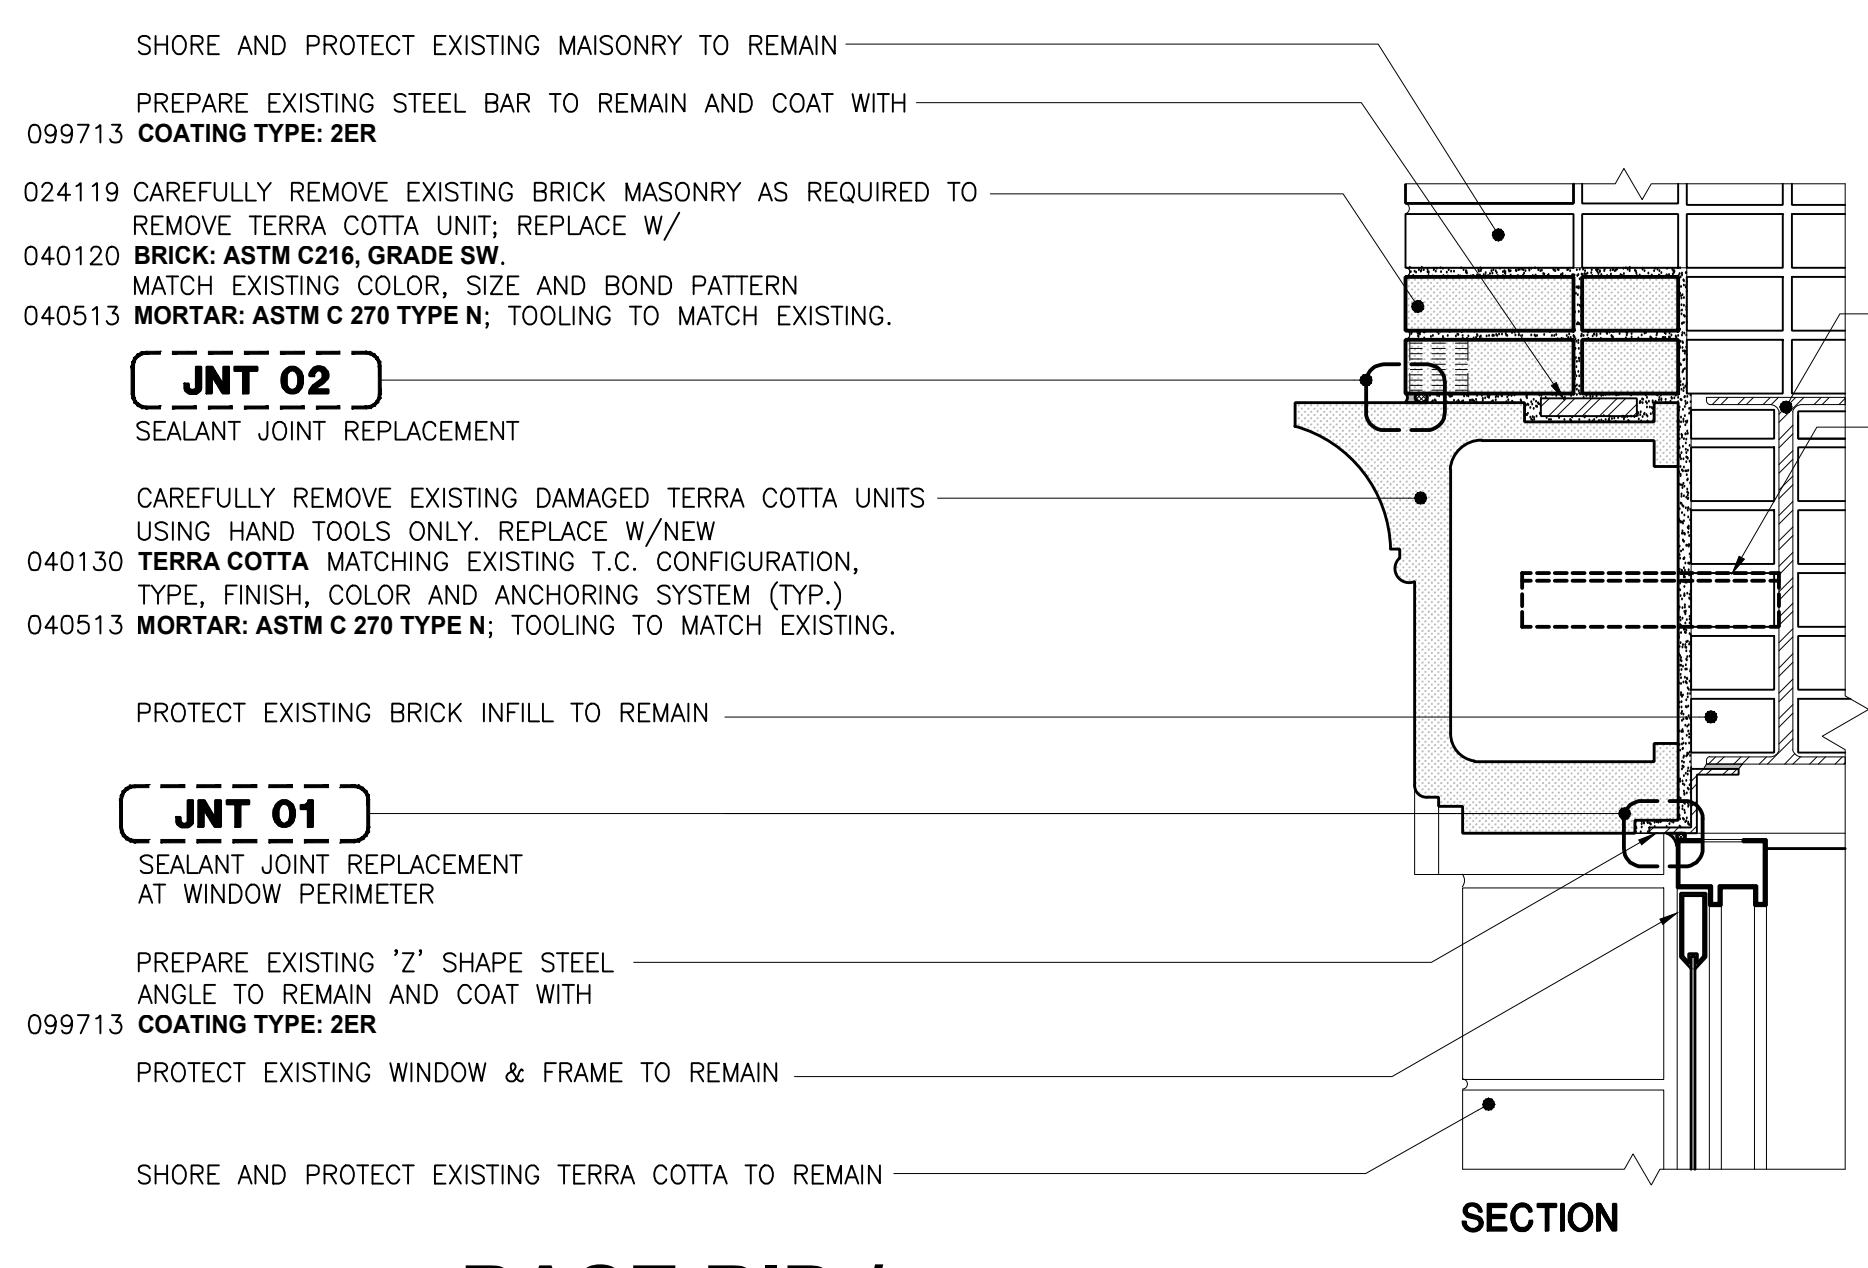 SHORE AND PROTECT EXISTING MAISONRY TO REMAIN
PREPARE EXISTING STEEL BAR TO REMAIN AND COAT WITH
099713 COATING TYPE: 2ER
024119 CAREFULLY REMOVE EXISTING BRICK MASONRY AS REQUIRED TO
REMOVE TERRA COTTA UNIT; REPLACE W/
040120 BRICK: ASTM C216, GRADE SW.
MATCH EXISTING COLOR, SIZE AND BOND PATTERN
040513 MORTAR: ASTM C 270 TYPE N; TOOLING TO MATCH EXISTING.
JNT 02
SEALANT JOINT REPLACEMENT
CAREFULLY REMOVE EXISTING DAMAGED TERRA COTTA UNITS
USING HAND TOOLS ONLY. REPLACE W/NEW
040130 TERRA COTTA MATCHING EXISTING T.C. CONFIGURATION,
TYPE, FINISH, COLOR AND ANCHORING SYSTEM (TYP.)
040513 MORTAR: ASTM C 270 TYPE N; TOOLING TO MATCH EXISTING.
PROTECT EXISTING BRICK INFILL TO REMAIN
JNT 01
SEALANT JOINT REPLACEMENT
AT WINDOW PERIMETER
PREPARE EXISTING 'Z' SHAPE STEEL
ANGLE TO REMAIN AND COAT WITH
099713 COATING TYPE: 2ER
PROTECT EXISTING WINDOW & FRAME TO REMAIN
SHORE AND PROTECT EXISTING TERRA COTTA TO REMAIN
SECTION